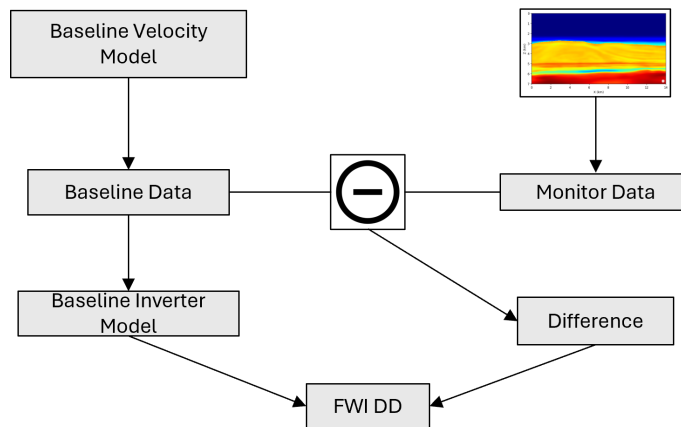 Baseline Velocity
Model
Baseline Data
Monitor Data
Baseline Inverter
Model
Difference
FWI DD